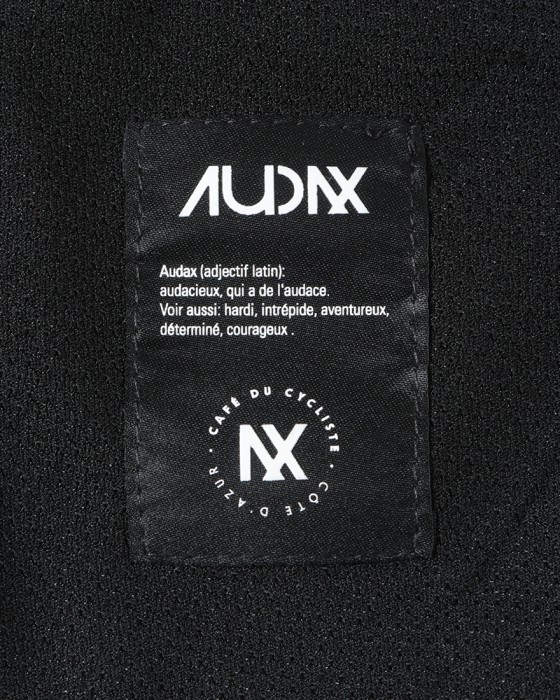 AUDAX
Audax (adjectif latin):
audacieux, qui a de l'audace.
Voir aussi: hardi, intrépide, aventureux,
déterminé, courageux .
· CAFÉ DU CYCLISTE ·
AX
CÔTE D'AZUR